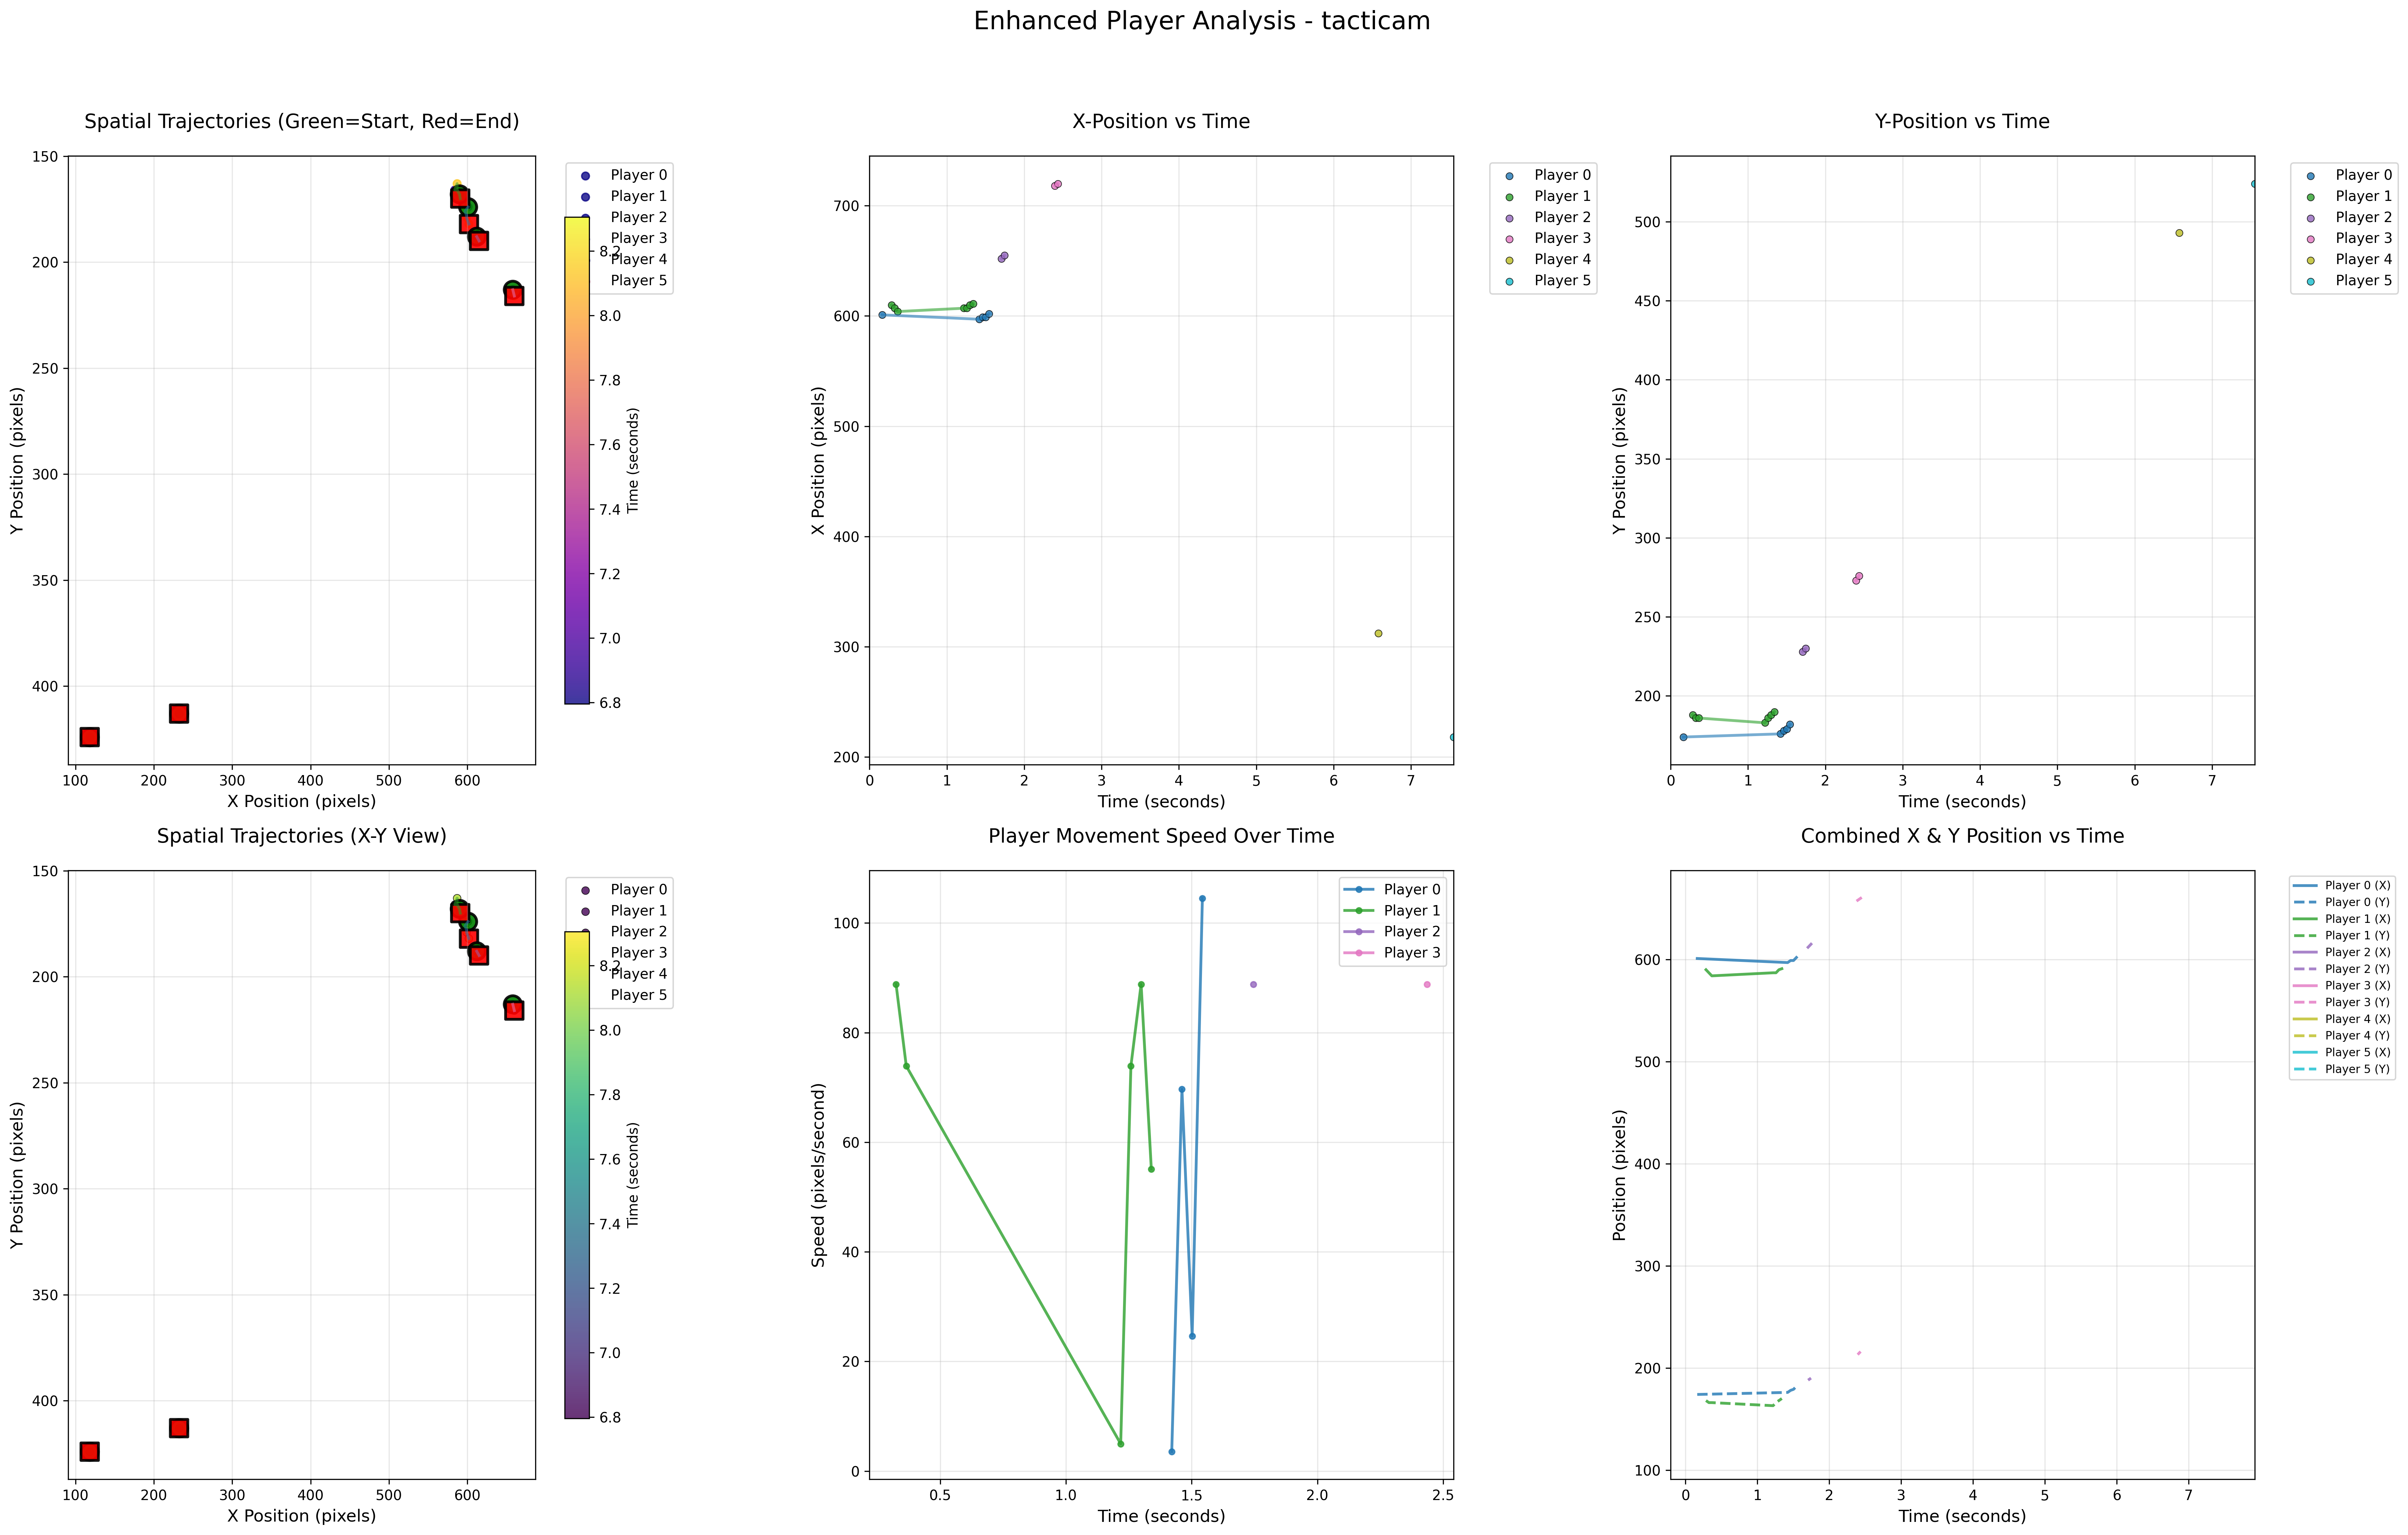 Enhanced Player Analysis - tacticam
Spatial Trajectories (Green=Start, Red=End)
150
200
250
300
350
400
Y Position (pixels)
100
200
300
400
500
600
X Position (pixels)
Player 0
Player 1
Player 2
Player 3
Player 4
Player 5
8.2
8.0
7.8
7.6
7.4
7.2
7.0
6.8
Time (seconds)
X-Position vs Time
700
600
500
400
300
200
X Position (pixels)
0
1
2
3
4
5
6
7
Time (seconds)
Player 0
Player 1
Player 2
Player 3
Player 4
Player 5
Y-Position vs Time
500
450
400
350
300
250
200
Y Position (pixels)
0
1
2
3
4
5
6
7
Time (seconds)
Player 0
Player 1
Player 2
Player 3
Player 4
Player 5
Spatial Trajectories (X-Y View)
150
200
250
300
350
400
Y Position (pixels)
100
200
300
400
500
600
X Position (pixels)
Player 0
Player 1
Player 2
Player 3
Player 4
Player 5
8.2
8.0
7.8
7.6
7.4
7.2
7.0
6.8
Time (seconds)
Player Movement Speed Over Time
100
80
60
40
20
0
Speed (pixels/second)
0.5
1.0
1.5
2.0
2.5
Time (seconds)
Player 0
Player 1
Player 2
Player 3
Combined X & Y Position vs Time
600
500
400
300
200
100
Position (pixels)
0
1
2
3
4
5
6
7
Time (seconds)
Player 0 (X)
Player 0 (Y)
Player 1 (X)
Player 1 (Y)
Player 2 (X)
Player 2 (Y)
Player 3 (X)
Player 3 (Y)
Player 4 (X)
Player 4 (Y)
Player 5 (X)
Player 5 (Y)